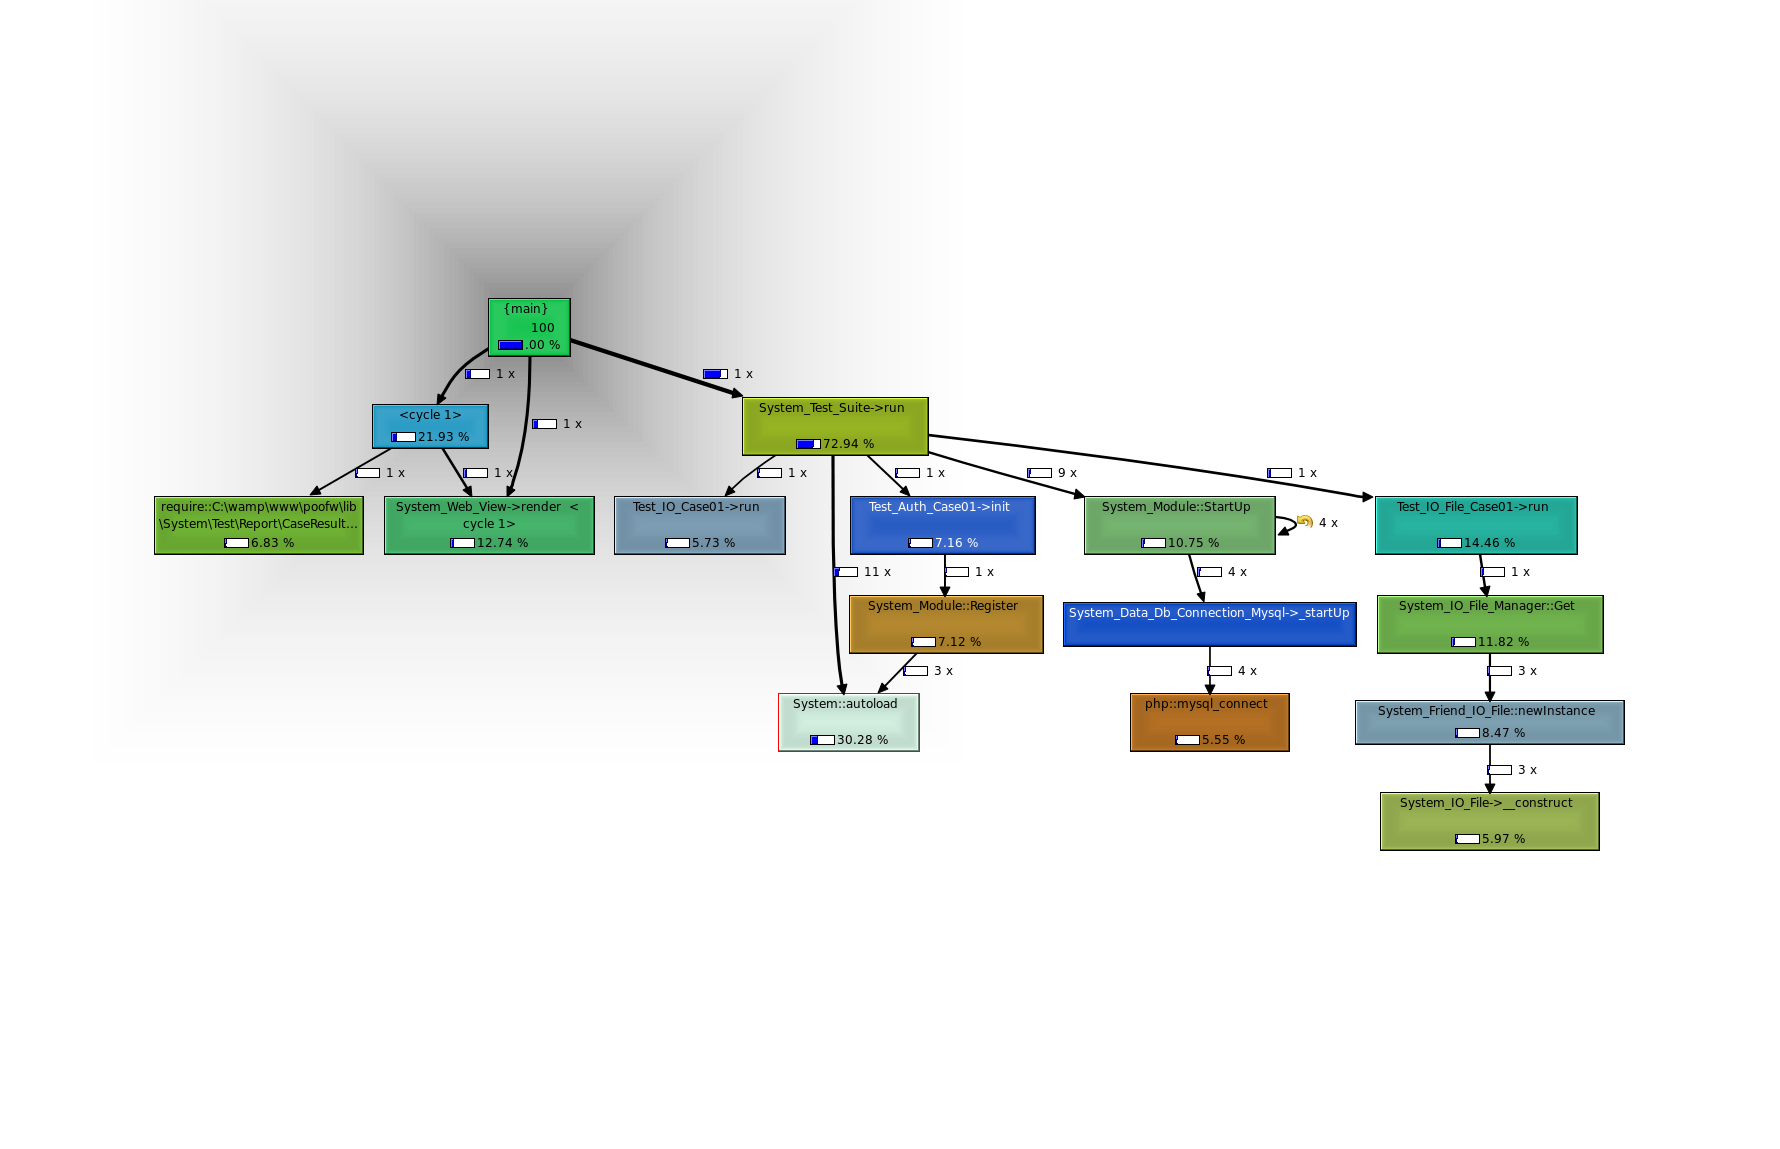 {main}
100
.00 %
1 x
1 x
<cycle 1>
21.93 %
System_Test_Suite->run
72.94 %
1 x
1 x
1 x
1 x
1 x
9 x
1 x
require::C:\wamp\www\poofw\lib
\System\Test\Report\CaseResult...
6.83 %
System_Web_View->render <
cycle 1>
12.74 %
Test_IO_Case01->run
5.73 %
Test_Auth_Case01->init
7.16 %
System_Module::StartUp
10.75 %
4 x
Test_IO_File_Case01->run
14.46 %
11 x
1 x
4 x
1 x
System_Module::Register
7.12 %
System_Data_Db_Connection_Mysql->_startUp
System_IO_File_Manager::Get
11.82 %
3 x
4 x
3 x
System::autoload
30.28 %
php::mysql_connect
5.55 %
System_Friend_IO_File::newInstance
8.47 %
3 x
System_IO_File->__construct
5.97 %